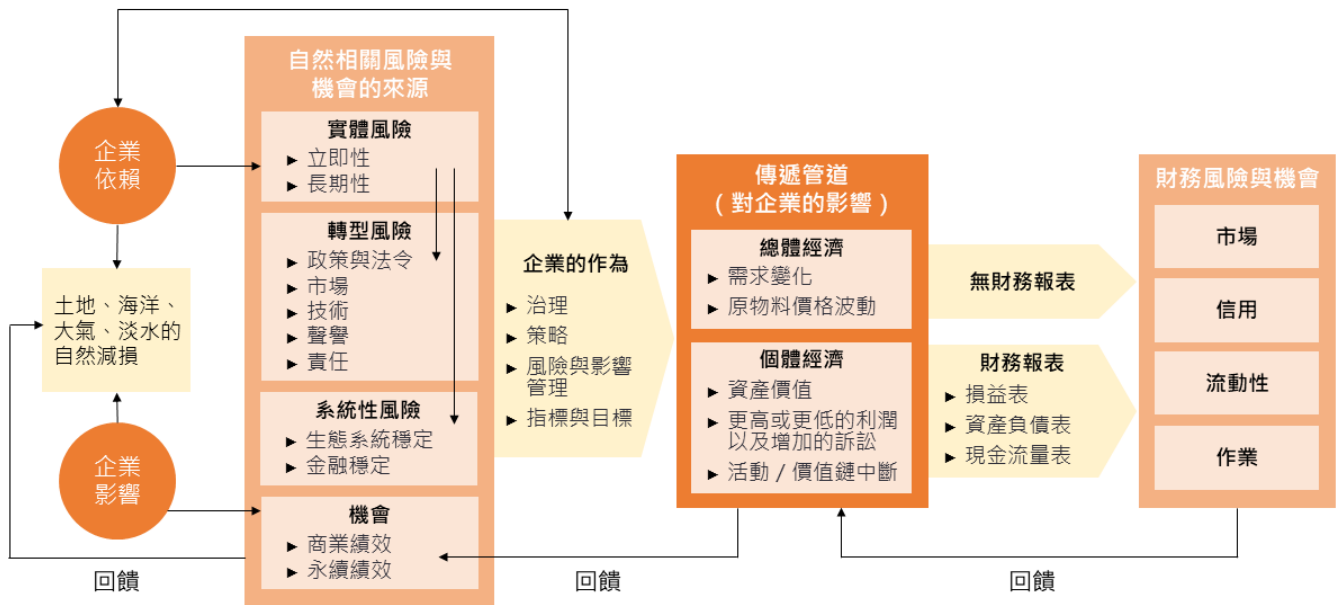 企業
依賴
土地、海洋、
大氣、淡水的
自然減損
企業
影響
自然相關風險與
機會的來源
實體風險
► 立即性
► 長期性
轉型風險
► 政策與法令
► 市場
► 技術
► 聲譽
► 責任
系統性風險
► 生態系統穩定
► 金融穩定
機會
► 商業績效
► 永續績效
企業的作為
► 治理
► 策略
► 風險與影響
管理
► 指標與目標
傳遞管道
（對企業的影響）
總體經濟
► 需求變化
► 原物料價格波動
個體經濟
► 資產價值
► 更高或更低的利潤
以及增加的訴訟
► 活動 / 價值鏈中斷
無財務報表
財務報表
► 損益表
► 資產負債表
► 現金流量表
財務風險與機會
市場
信用
流動性
作業
回饋
回饋
回饋